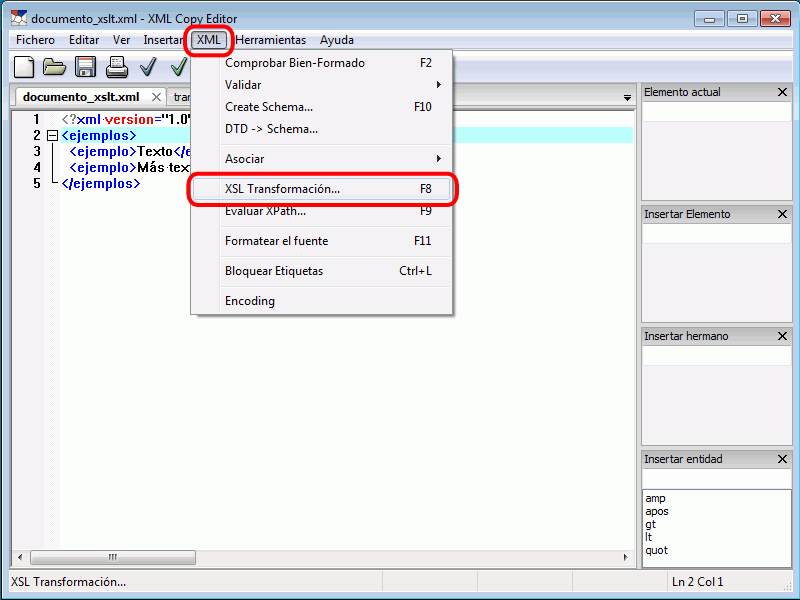 documento_xslt.xml - XML Copy Editor
Fichero Editar Ver Insertar XML Herramientas Ayuda
documento_xslt.xml
1 <?xml version="1.0"
2 <ejemplos>
3 <ejemplo>Texto</e
4 <ejemplo>Más tex
5 </ejemplos>
Comprobar Bien-Formado F2
Validar
Create Schema... F10
DTD -> Schema...
Asociar
XSL Transformación... F8
Evaluar XPath... F9
Formatear el fuente F11
Bloquear Etiquetas Ctrl+L
Encoding
Elemento actual
Insertar Elemento
Insertar hermano
Insertar entidad
amp
apos
gt
lt
quot
XSL Transformación... Ln 2 Col 1